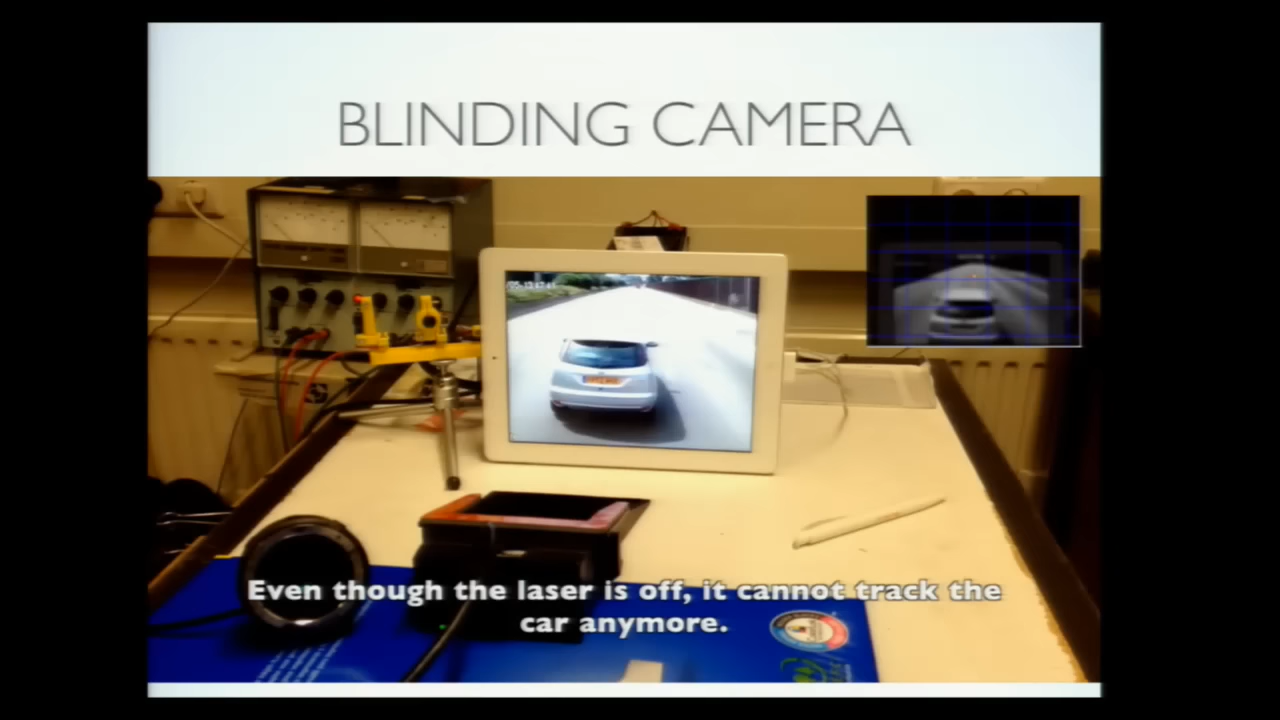 BLINDING CAMERA
Even though the laser is off, it cannot track the
car anymore.